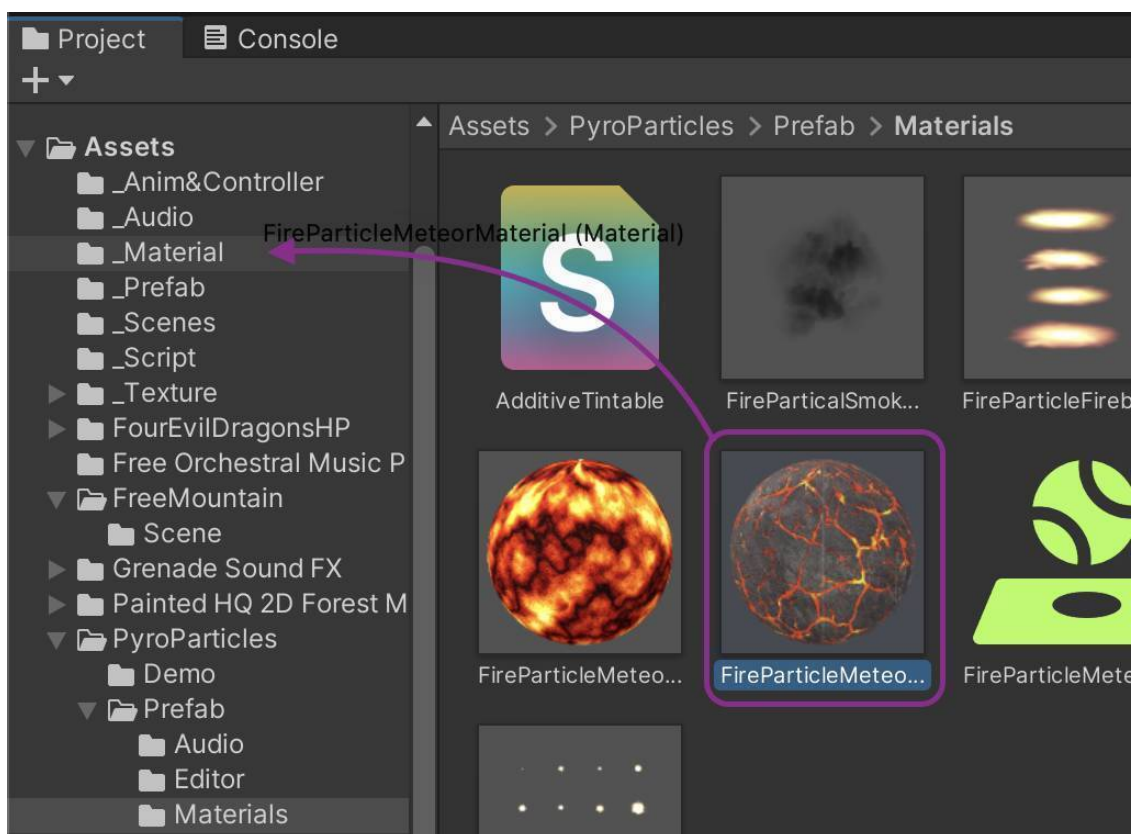 Project
Console
Assets > PyroParticles > Prefab > Materials
Assets
_Anim&Controller
_Audio
_Material
_Prefab
_Scenes
_Script
_Texture
FourEvilDragonsHP
Free Orchestral Music P
FreeMountain
Scene
Grenade Sound FX
Painted HQ 2D Forest M
PyroParticles
Demo
Prefab
Audio
Editor
Materials
FireParticleMeteorMaterial (Material)
S
AdditiveTintable
FireParticalSmok...
FireParticleFireb
FireParticleMeteo...
FireParticleMeteo...
FireParticleMete